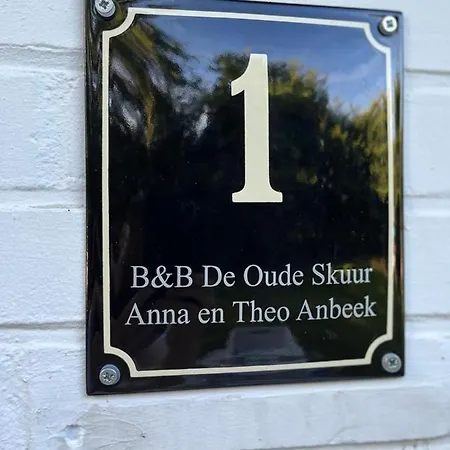 1
B&B De Oude Skuur
Anna en Theo Anbeek